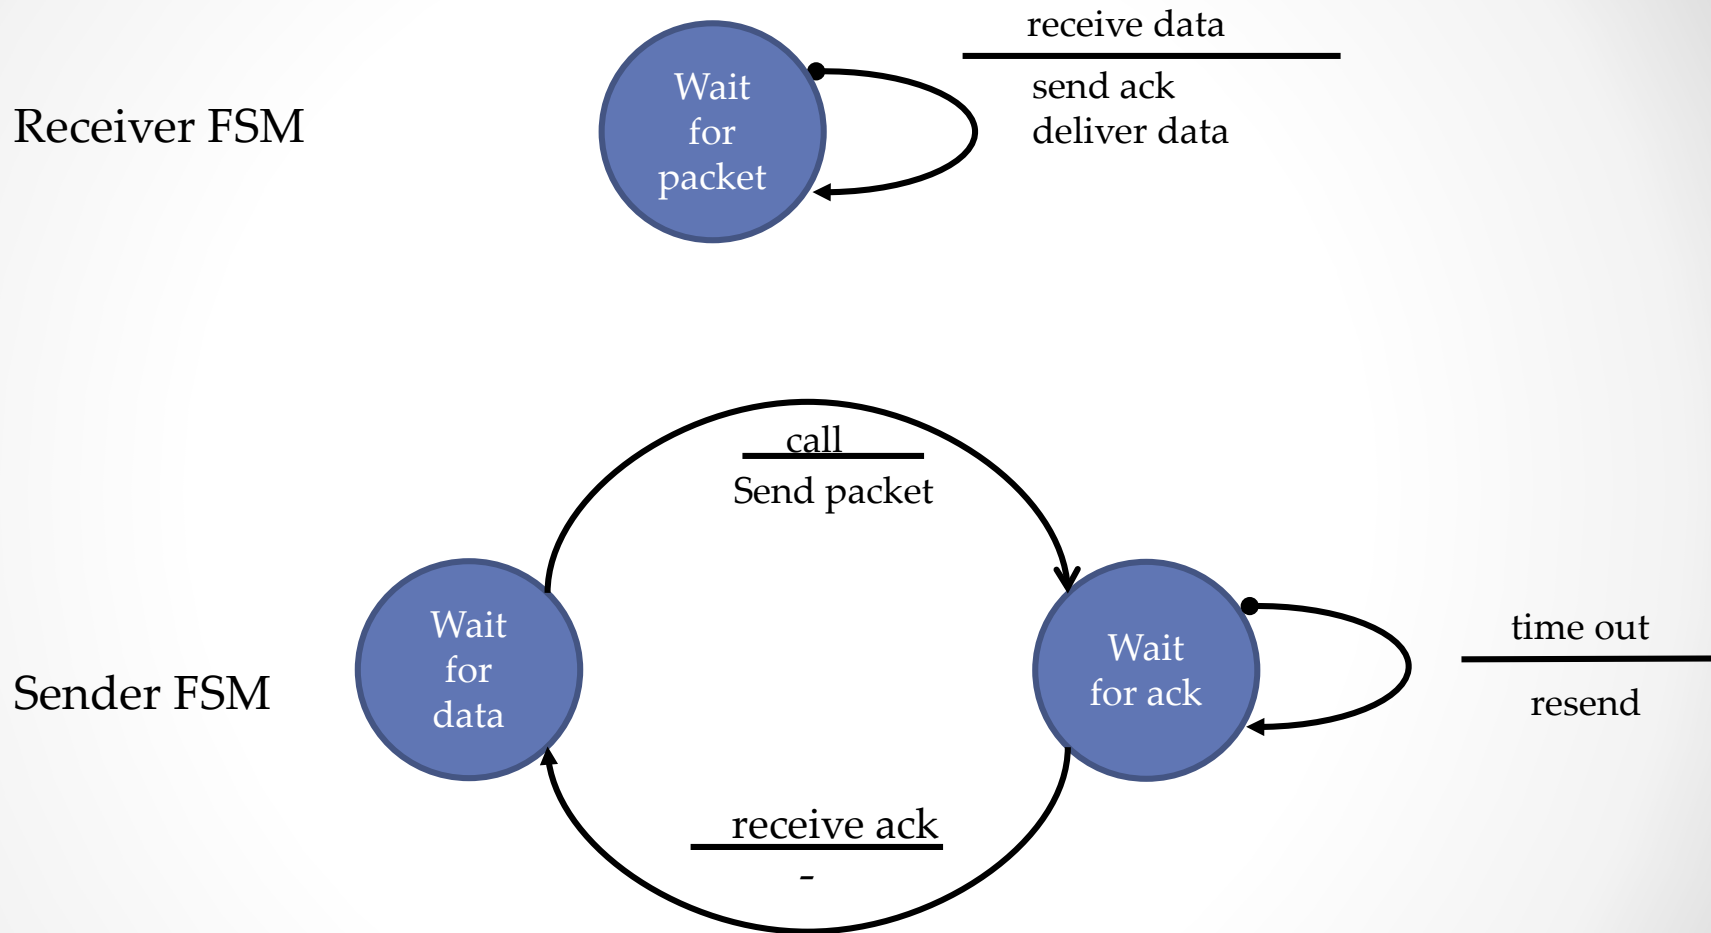 receive data
send ack
deliver data
Receiver FSM
Wait
for
packet
call
Send packet
Wait
for
data
Wait
for ack
time out
resend
Sender FSM
receive ack
-